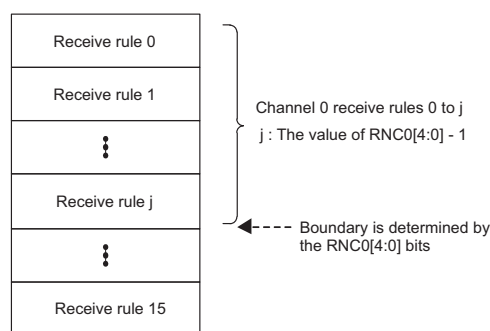 Receive rule 0
Receive rule 1
Channel 0 receive rules 0 to j
j : The value of RNC0[4:0] - 1
Receive rule j
Boundary is determined by
the RNC0[4:0] bits
Receive rule 15